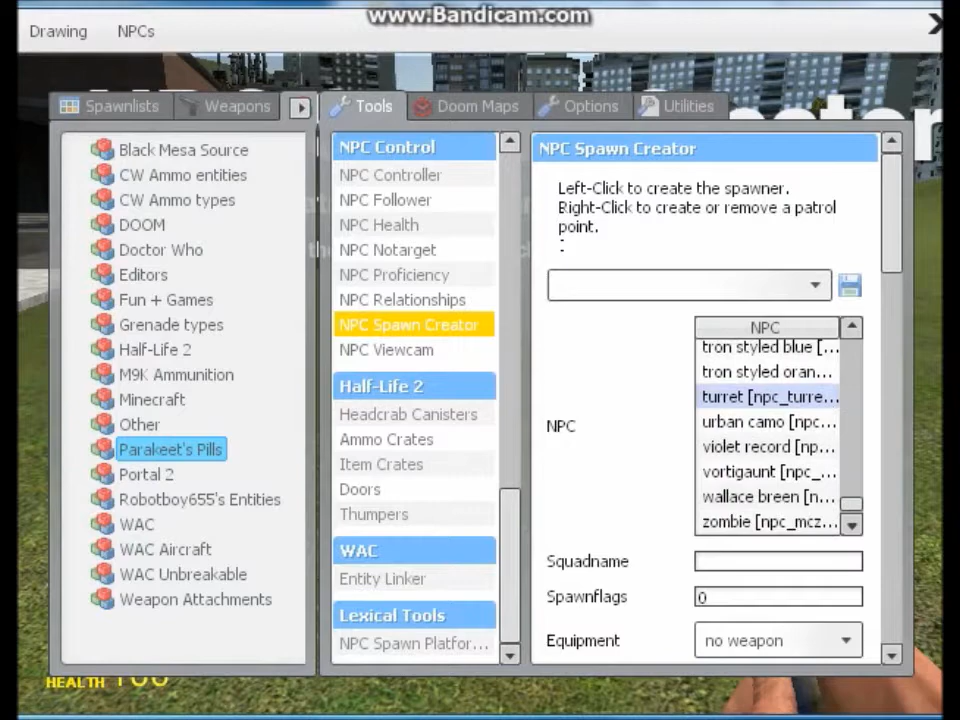 www.Bandicam.com
Drawing NPCs
Spawnlists Weapons Tools Doom Maps Options Utilities
Black Mesa Source
CW Ammo entities
CW Ammo types
DOOM
Doctor Who
Editors
Fun + Games
Grenade types
Half-Life 2
M9K Ammunition
Minecraft
Other
Parakeet's Pills
Portal 2
Robotboy655's Entities
WAC
WAC Aircraft
WAC Unbreakable
Weapon Attachments
NPC Control
NPC Controller
NPC Follower
NPC Health
NPC Notarget
NPC Proficiency
NPC Relationships
NPC Spawn Creator
NPC Viewcam
Half-Life 2
Headcrab Canisters
Ammo Crates
Item Crates
Doors
Thumpers
WAC
Entity Linker
Lexical Tools
NPC Spawn Platfor...
NPC Spawn Creator
Left-Click to create the spawner.
Right-Click to create or remove a patrol
point.
NPC
NPC
tron styled blue [...
tron styled oran...
turret [npc_turre...
urban camo [npc...
violet record [np...
vortigaunt [npc_...
wallace breen [n...
zombie [npc_mcz...
Squadname
Spawnflags 0
Equipment no weapon
HEALTH 100